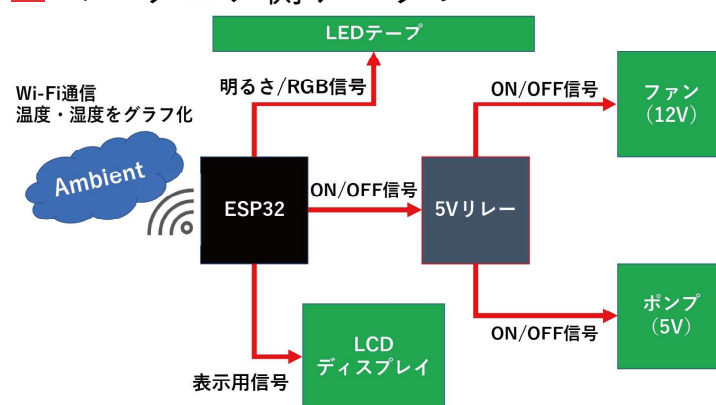 LEDテープ
明るさ/RGB信号
Wi-Fi通信
温度・湿度をグラフ化
Ambient
ESP32
ON/OFF信号
5Vリレー
ON/OFF信号
ファン
(12V)
ON/OFF信号
ポンプ
(5V)
LCD
ディスプレイ
表示用信号